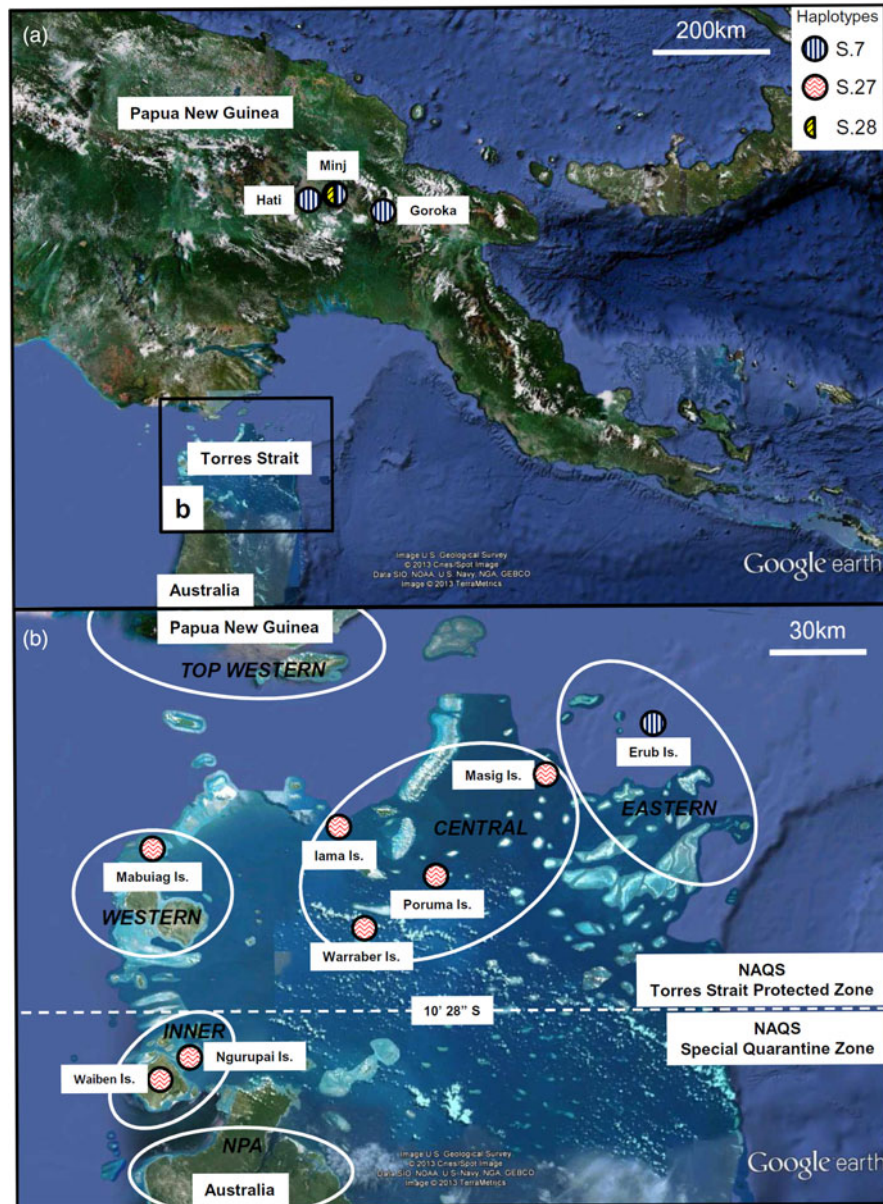 (a)
200km
Haplotypes
S.7
S.27
S.28
Papua New Guinea
Minj
Hati
Goroka
Torres Strait
b
Australia
Image U.S. Geological Survey
© 2013 Cnes/Spot Image
Data SIO, NOAA, U.S. Navy, NGA, GEBCO
Image © 2013 TerraMetrics
Google earth
(b)
Papua New Guinea
30km
TOP WESTERN
Erub Is.
Masig Is.
EASTERN
CENTRAL
Iama Is.
Mabuiag Is.
Poruma Is.
WESTERN
Warraber Is.
NAQS
Torres Strait Protected Zone
10' 28" S
NAQS
Special Quarantine Zone
INNER
Ngurupai Is.
Waiben Is.
NPA
Australia
Image U.S. Geological Survey
© 2013 Cnes/Spot Image
Data SIO, NOAA, U.S. Navy, NGA, GEBCO
Image © 2013 TerraMetrics
Google earth